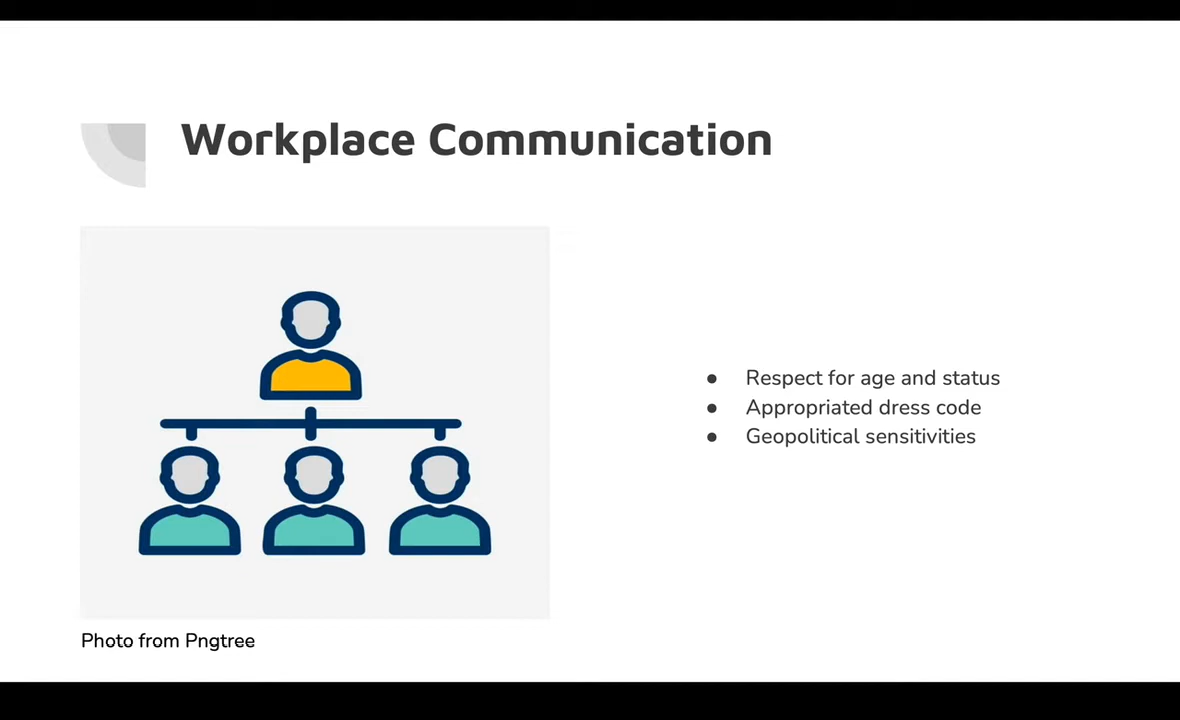 Workplace Communication
● Respect for age and status
● Appropriated dress code
● Geopolitical sensitivities
Photo from Pngtree